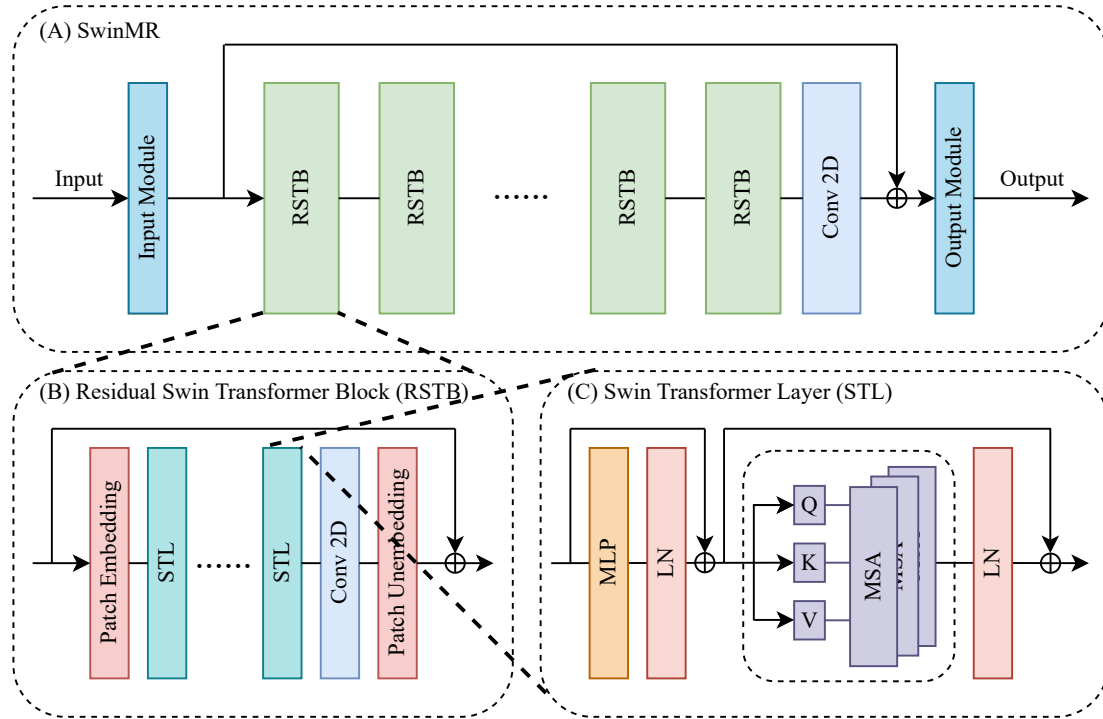 (A) SwinMR
Input
Input Module
RSTB
RSTB
......
RSTB
RSTB
Conv 2D
Output Module
Output
(B) Residual Swin Transformer Block (RSTB)
Patch Embedding
STL
......
STL
Conv 2D
Patch Unembedding
(C) Swin Transformer Layer (STL)
MLP
LN
Q
K
V
MSA
MSA
LN